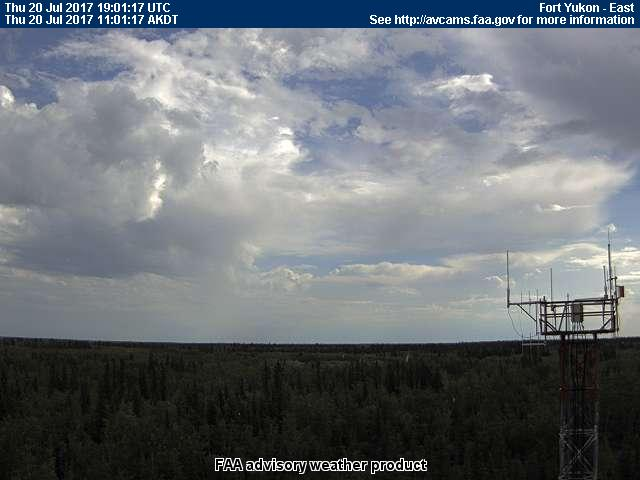 Thu 20 Jul 2017 19:01:17 UTC Fort Yukon - East
Thu 20 Jul 2017 11:01:17 AKDT See http://avcams.faa.gov for more information
FAA advisory weather product